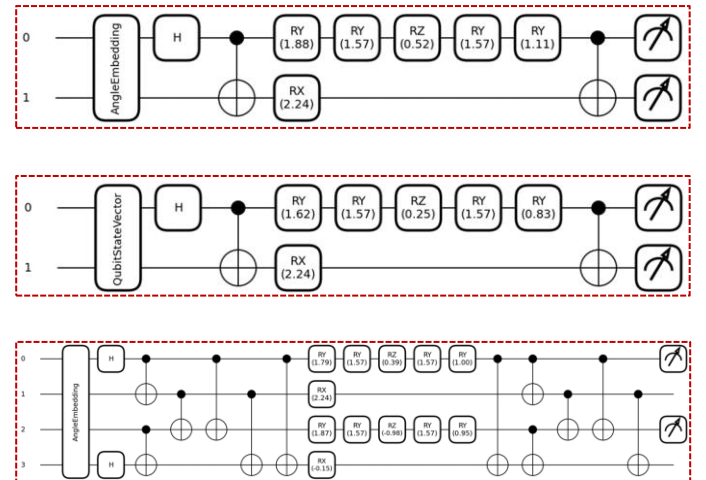 0 AngleEmbedding H RY (1.88) RY (1.57) RZ (0.52) RY (1.57) RY (1.11)
1 RX (2.24)
0 QubitStateVector H RY (1.62) RY (1.57) RZ (0.25) RY (1.57) RY (0.83)
1 RX (2.24)
0 AngleEmbedding H RY (1.79) RY (1.57) RZ (0.39) RY (1.57) RY (1.00)
1 RX (2.24)
2 RY (1.87) RY (1.57) RZ (-0.98) RY (1.57) RY (0.95)
3 H RX (-0.15)